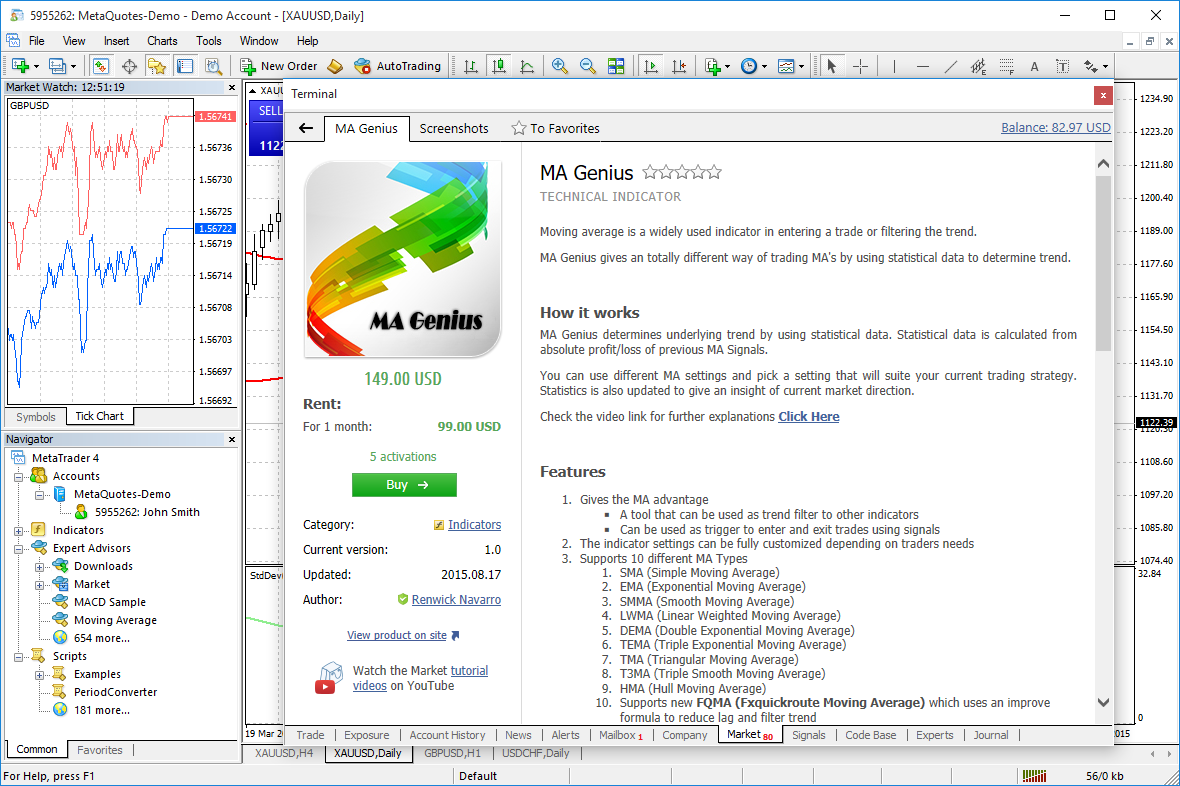 5955262: MetaQuotes-Demo - Demo Account - [XAUUSD,Daily]
File View Insert Charts Tools Window Help
New Order AutoTrading
A T
Market Watch: 12:51:19
GBPUSD
1.56741
1.56736
1.56730
1.56725
1.56722
1.56719
1.56714
1.56708
1.56703
1.56697
1.56692
Symbols Tick Chart
Navigator
MetaTrader 4
Accounts
MetaQuotes-Demo
5955262: John Smith
Indicators
Expert Advisors
Downloads
Market
MACD Sample
Moving Average
654 more...
Scripts
Examples
PeriodConverter
181 more...
Common Favorites
SELL
1122
19 Mar
Terminal
MA Genius Screenshots To Favorites Balance: 82.97 USD
MA Genius
149.00 USD
Rent:
For 1 month: 99.00 USD
5 activations
Buy
Category: Indicators
Current version: 1.0
Updated: 2015.08.17
Author: Renwick Navarro
View product on site
Watch the Market tutorial
videos on YouTube
MA Genius
TECHNICAL INDICATOR
Moving average is a widely used indicator in entering a trade or filtering the trend.
MA Genius gives an totally different way of trading MA's by using statistical data to determine trend.
How it works
MA Genius determines underlying trend by using statistical data. Statistical data is calculated from
absolute profit/loss of previous MA Signals.
You can use different MA settings and pick a setting that will suite your current trading strategy.
Statistics is also updated to give an insight of current market direction.
Check the video link for further explanations Click Here
Features
1. Gives the MA advantage
A tool that can be used as trend filter to other indicators
Can be used as trigger to enter and exit trades using signals
2. The indicator settings can be fully customized depending on traders needs
3. Supports 10 different MA Types
1. SMA (Simple Moving Average)
2. EMA (Exponential Moving Average)
3. SMMA (Smooth Moving Average)
4. LWMA (Linear Weighted Moving Average)
5. DEMA (Double Exponential Moving Average)
6. TEMA (Triple Exponential Moving Average)
7. TMA (Triangular Moving Average)
8. T3MA (Triple Smooth Moving Average)
9. HMA (Hull Moving Average)
10. Supports new FQMA (Fxquickroute Moving Average) which uses an improve
formula to reduce lag and filter trend
Trade Exposure Account History News Alerts Mailbox 1 Company Market 80 Signals Code Base Experts Journal
1234.90
1223.20
1211.80
1200.40
1189.00
1177.60
1165.90
1154.50
1143.10
1131.70
1122.39
1120.30
1108.60
1097.20
1085.80
1074.40
32.84
0
2015
XAUUSD,H4 XAUUSD,Daily GBPUSD,H1 USDCHF,Daily
For Help, press F1 Default 56/0 kb